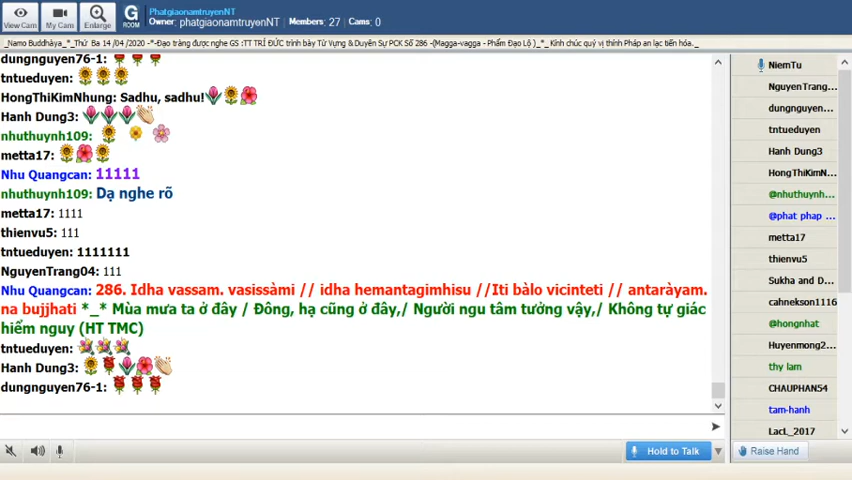 PhatgiaonamtruyenNT
Owner: phatgiaonamtruyenNT Members: 27 Cams: 0
View Cam
My Cam
Enlarge
G
ROOM
_Namo Buddhàya_*_Thứ Ba 14 /04 /2020 -*-Đạo tràng được nghe GS :TT TRÍ ĐỨC trình bày Từ Vựng & Duyên Sự PCK Số 286 -(Magga-vagga - Phẩm Đạo Lộ )_*_ Kính chúc quý vị thính Pháp an lạc tiến hóa._
dungnguyen76-1:
tntueduyen:
HongThiKimNhung: Sadhu, sadhu!
Hanh Dung3:
nhuthuynh109:
metta17:
Nhu Quangcan: 11111
nhuthuynh109: Dạ nghe rõ
metta17: 1111
thienvu5: 111
tntueduyen: 1111111
NguyenTrang04: 111
Nhu Quangcan: 286. Idha vassam. vasissàmi // idha hemantagimhisu //Iti bàlo vicinteti // antaràyam.
na bujjhati *_* Mùa mưa ta ở đây / Đông, hạ cũng ở đây,/ Người ngu tâm tưởng vậy,/ Không tự giác
hiểm nguy (HT TMC)
tntueduyen:
Hanh Dung3:
dungnguyen76-1:
NiemTu
NguyenTrang...
dungnguyen...
tntueduyen
Hanh Dung3
HongThiKimN...
@nhuthuynh...
@phat phap ...
metta17
thienvu5
Sukha and D...
cahnekson1116
@hongnhat
Huyenmong2...
thy lam
CHAUPHAN54
tam-hanh
LacL_2017
Hold to Talk
Raise Hand